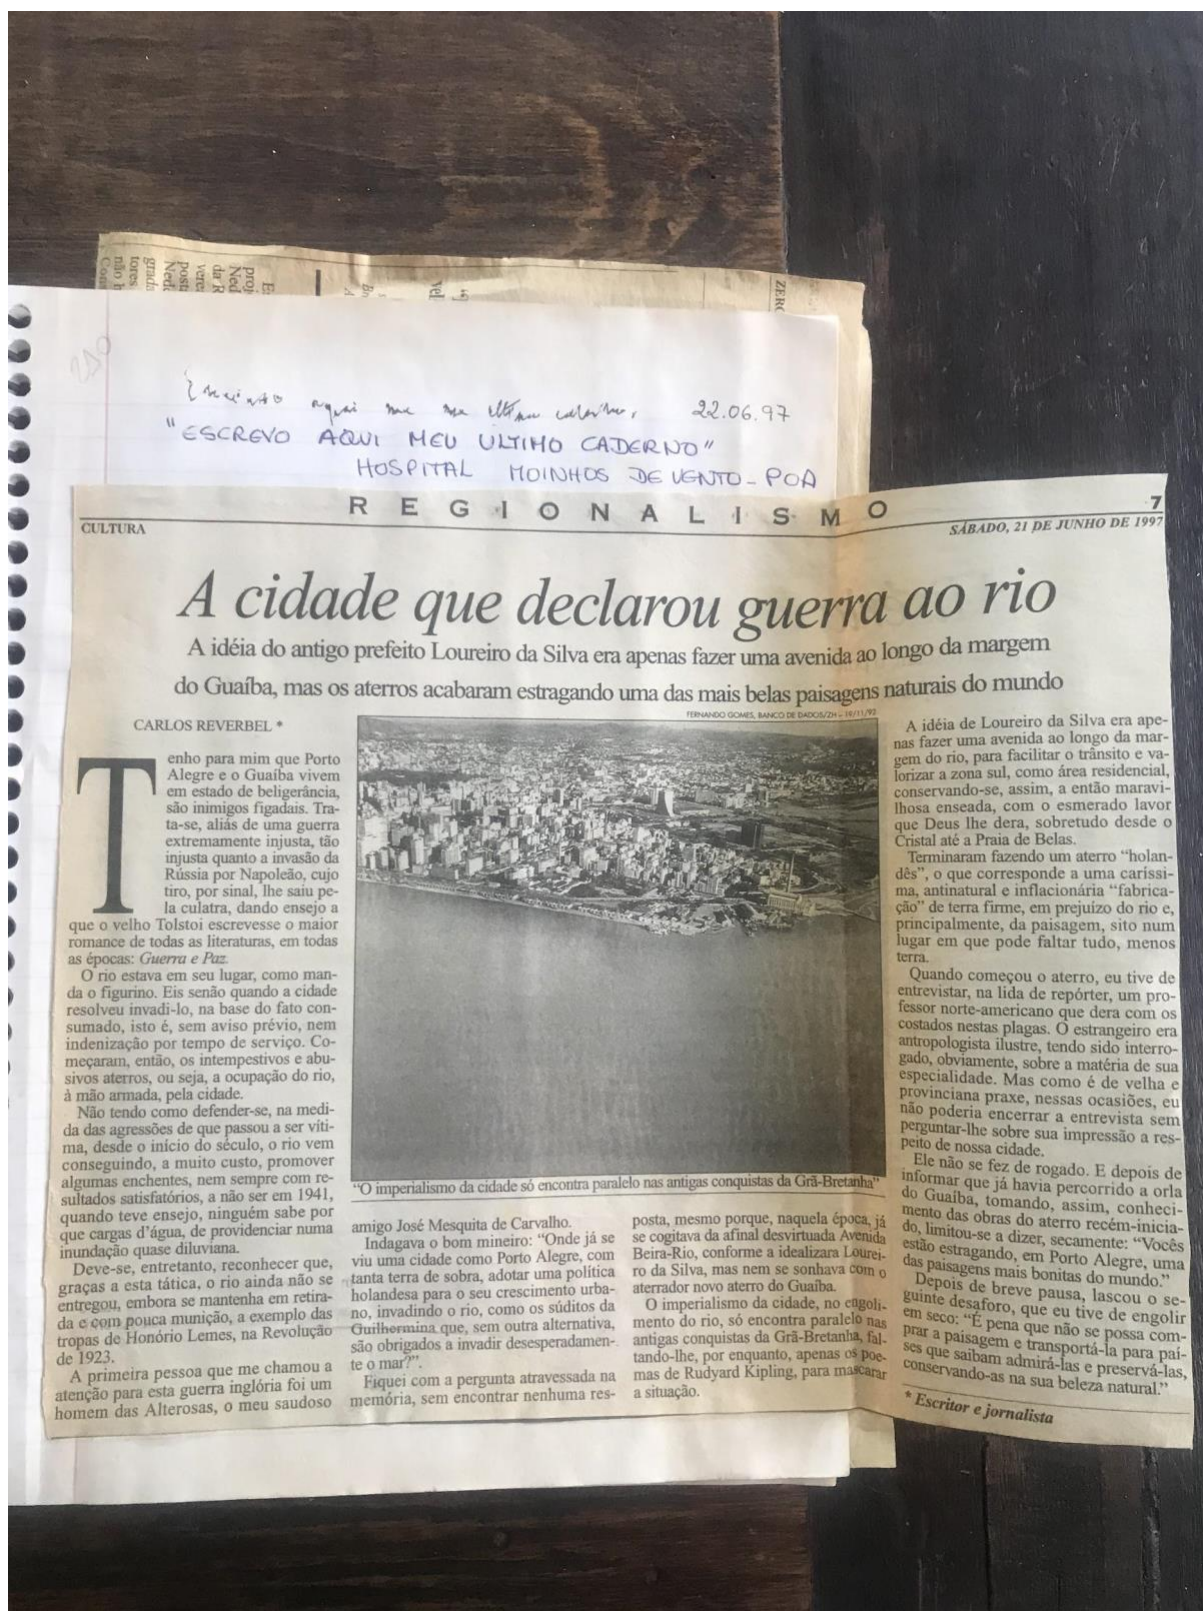 ZERO
210
aqui 22.06.97
"ESCREVO AQUI MEU ULTIMO CADERNO"
HOSPITAL MOINHOS DE VENTO - POA
REGIONALISMO
7
CULTURA
SÁBADO, 21 DE JUNHO DE 1997
A cidade que declarou guerra ao rio
A idéia do antigo prefeito Loureiro da Silva era apenas fazer uma avenida ao longo da margem
do Guaíba, mas os aterros acabaram estragando uma das mais belas paisagens naturais do mundo
CARLOS REVERBEL *
Tenho para mim que Porto
Alegre e o Guaíba vivem
em estado de beligerância,
são inimigos figadais. Tra-
ta-se, aliás de uma guerra
extremamente injusta, tão
injusta quanto a invasão da
Rússia por Napoleão, cujo
tiro, por sinal, lhe saiu pe-
la culatra, dando ensejo a
que o velho Tolstoi escrevesse o maior
romance de todas as literaturas, em todas
as épocas: Guerra e Paz.
O rio estava em seu lugar, como man-
da o figurino. Eis senão quando a cidade
resolveu invadi-lo, na base do fato con-
sumado, isto é, sem aviso prévio, nem
indenização por tempo de serviço. Co-
meçaram, então, os intempestivos e abu-
sivos aterros, ou seja, a ocupação do rio,
à mão armada, pela cidade.
Não tendo como defender-se, na medi-
da das agressões de que passou a ser víti-
ma, desde o início do século, o rio vem
conseguindo, a muito custo, promover
algumas enchentes, nem sempre com re-
sultados satisfatórios, a não ser em 1941,
quando teve ensejo, ninguém sabe por
que cargas d'água, de providenciar numa
inundação quase diluviana.
Deve-se, entretanto, reconhecer que,
graças a esta tática, o rio ainda não se
entregou, embora se mantenha em retira-
da e com pouca munição, a exemplo das
tropas de Honório Lemes, na Revolução
de 1923.
A primeira pessoa que me chamou a
atenção para esta guerra inglória foi um
homem das Alterosas, o meu saudoso
FERNANDO GOMES, BANCO DE DADOS/ZH - 19/11/92
"O imperialismo da cidade só encontra paralelo nas antigas conquistas da Grã-Bretanha"
amigo José Mesquita de Carvalho.
Indagava o bom mineiro: "Onde já se
viu uma cidade como Porto Alegre, com
tanta terra de sobra, adotar uma política
holandesa para o seu crescimento urba-
no, invadindo o rio, como os súditos da
Guilhermina que, sem outra alternativa,
são obrigados a invadir desesperadamen-
te o mar?".
Fiquei com a pergunta atravessada na
memória, sem encontrar nenhuma res-
posta, mesmo porque, naquela época, já
se cogitava da afinal desvirtuada Avenida
Beira-Rio, conforme a idealizara Lourei-
ro da Silva, mas nem se sonhava com o
aterrador novo aterro do Guaíba.
O imperialismo da cidade, no engoli-
mento do rio, só encontra paralelo nas
antigas conquistas da Grã-Bretanha, fal-
tando-lhe, por enquanto, apenas os poe-
mas de Rudyard Kipling, para mascarar
a situação.
A idéia de Loureiro da Silva era ape-
nas fazer uma avenida ao longo da mar-
gem do rio, para facilitar o trânsito e va-
lorizar a zona sul, como área residencial,
conservando-se, assim, a então maravi-
lhosa enseada, com o esmerado lavor
que Deus lhe dera, sobretudo desde o
Cristal até a Praia de Belas.
Terminaram fazendo um aterro "holan-
dês", o que corresponde a uma caríssi-
ma, antinatural e inflacionária "fabrica-
ção" de terra firme, em prejuízo do rio e,
principalmente, da paisagem, sito num
lugar em que pode faltar tudo, menos
terra.
Quando começou o aterro, eu tive de
entrevistar, na lida de repórter, um pro-
fessor norte-americano que dera com os
costados nestas plagas. O estrangeiro era
antropologista ilustre, tendo sido interro-
gado, obviamente, sobre a matéria de sua
especialidade. Mas como é de velha e
provinciana praxe, nessas ocasiões, eu
não poderia encerrar a entrevista sem
perguntar-lhe sobre sua impressão a res-
peito de nossa cidade.
Ele não se fez de rogado. E depois de
informar que já havia percorrido a orla
do Guaíba, tomando, assim, conheci-
mento das obras do aterro recém-inicia-
do, limitou-se a dizer, secamente: "Vocês
estão estragando, em Porto Alegre, uma
das paisagens mais bonitas do mundo."
Depois de breve pausa, lascou o se-
guinte desaforo, que eu tive de engolir
em seco: "É pena que não se possa com-
prar a paisagem e transportá-la para paí-
ses que saibam admirá-las e preservá-las,
conservando-as na sua beleza natural."
* Escritor e jornalista